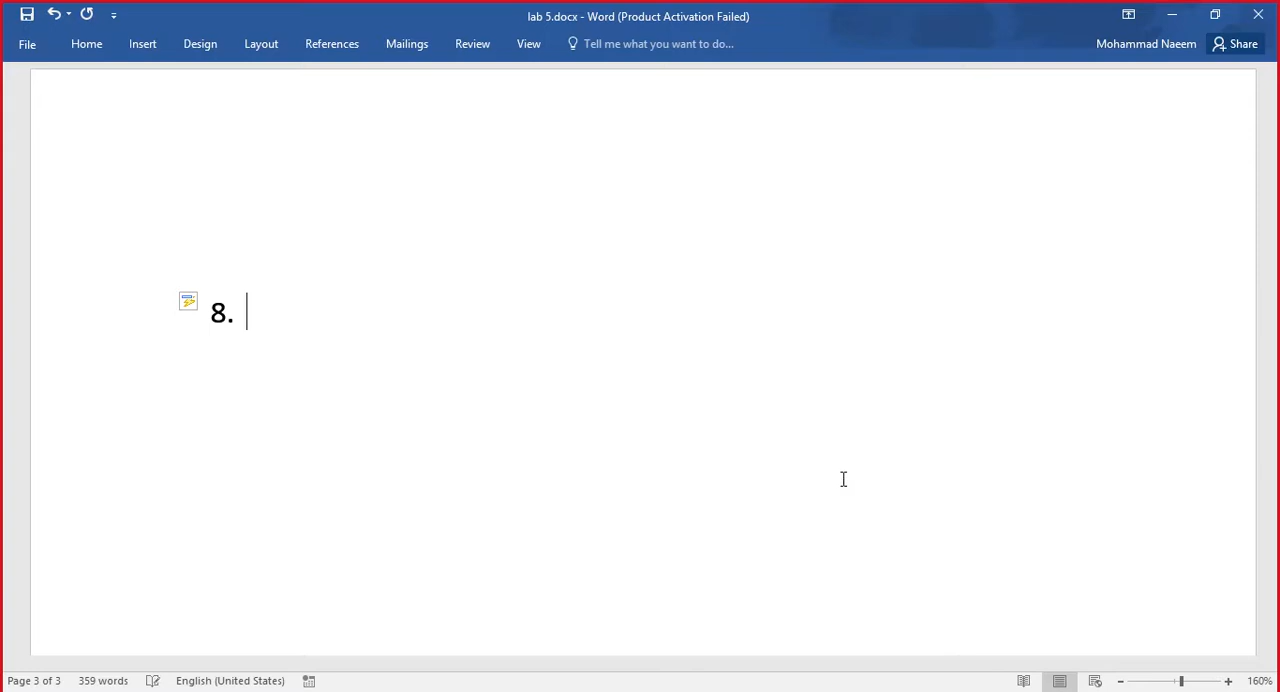 lab 5.docx - Word (Product Activation Failed)
File Home Insert Design Layout References Mailings Review View Tell me what you want to do... Mohammad Naeem Share
8.
Page 3 of 3 359 words English (United States) 160%